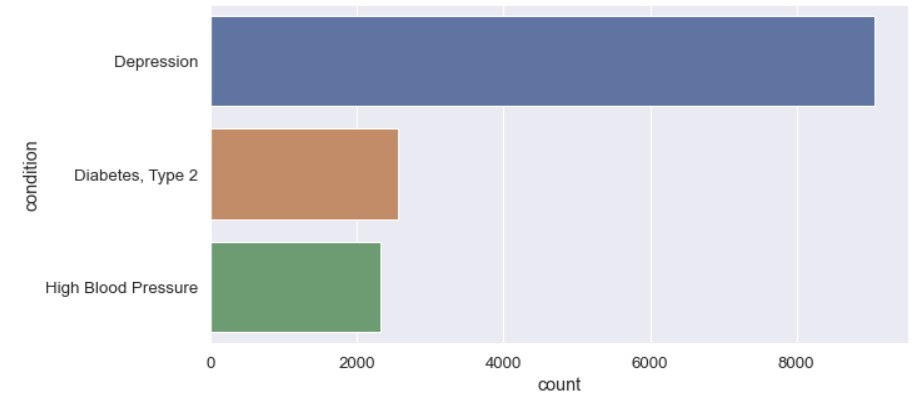 Depression
Diabetes, Type 2
High Blood Pressure
condition
0 2000 4000 6000 8000
count